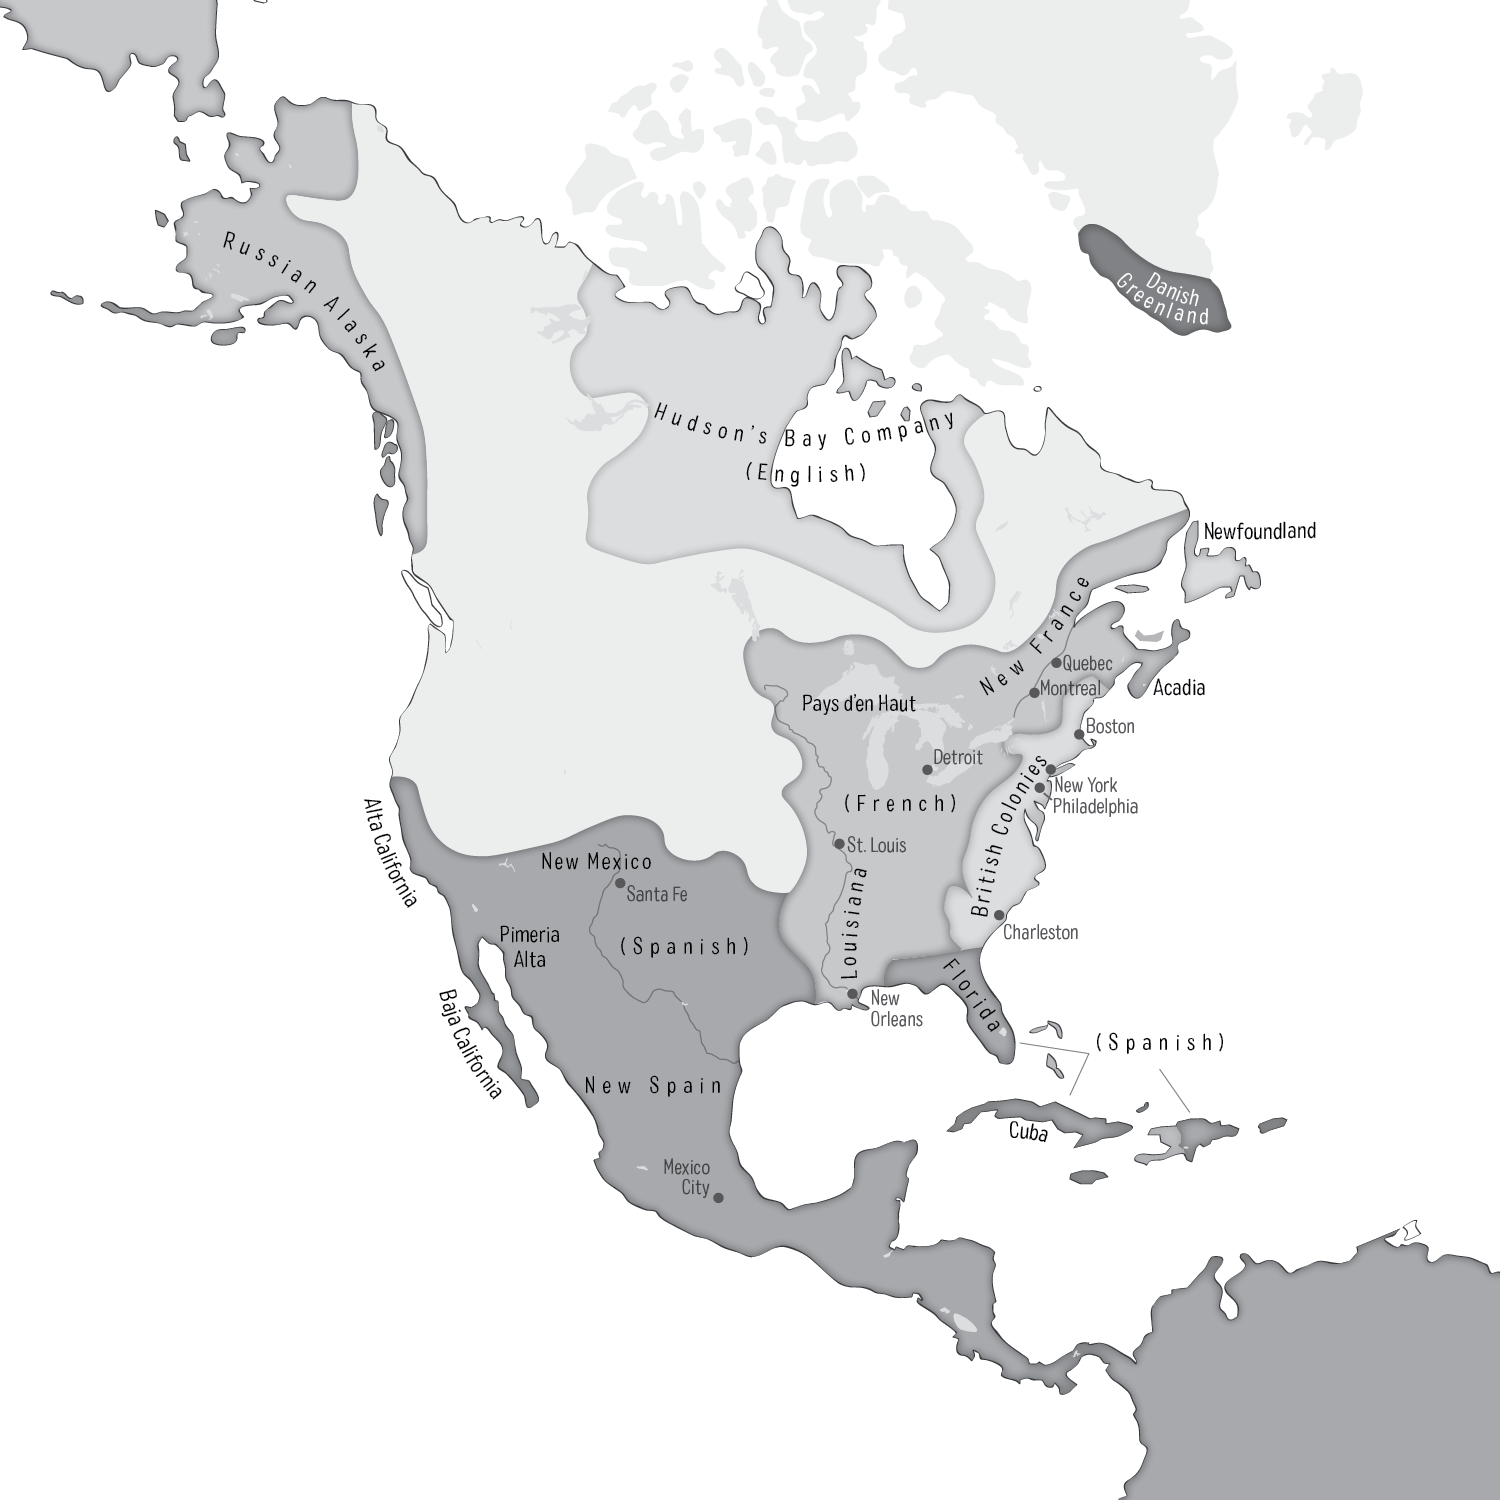 Russian Alaska
Danish
Greenland
Hudson's Bay Company
(English)
Newfoundland
New France
Quebec
Montreal
Acadia
Pays d'en Haut
Boston
Detroit
New York
Philadelphia
(French)
British Colonies
St. Louis
Alta California
New Mexico
Santa Fe
Louisiana
Charleston
Pimeria
Alta
(Spanish)
Florida
New
Orleans
Baja California
(Spanish)
New Spain
Cuba
Mexico
City